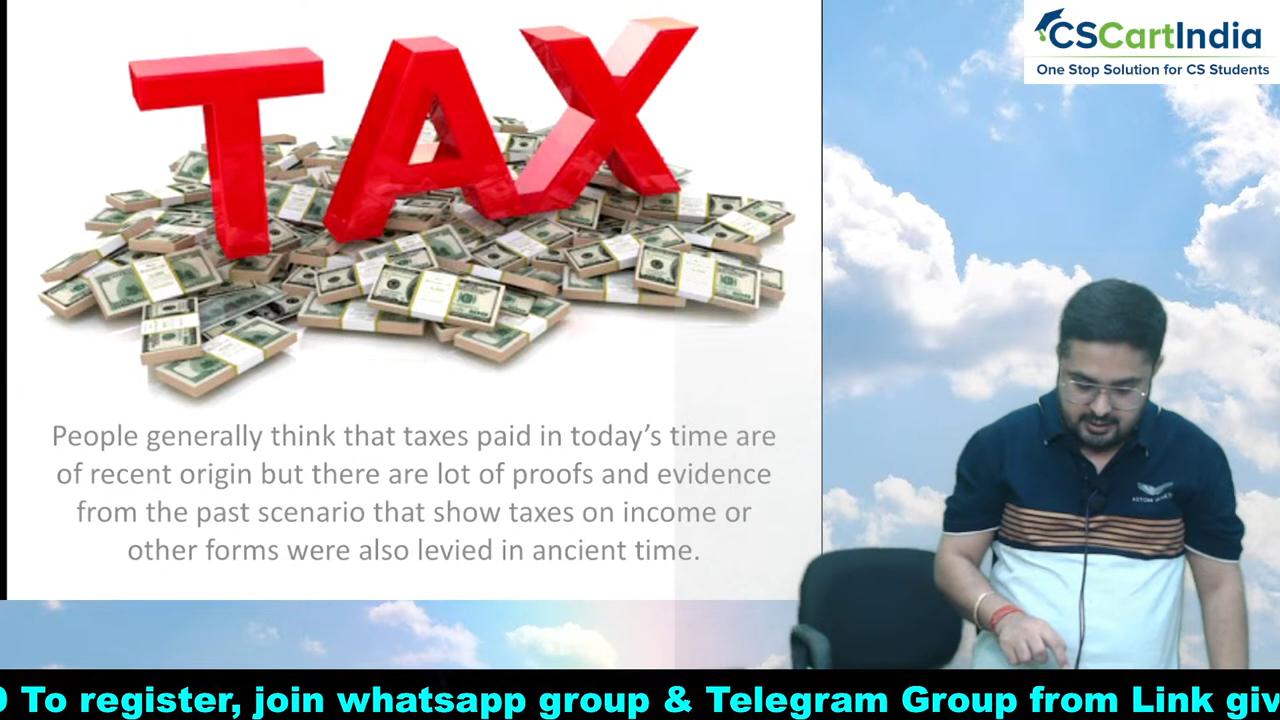 TAX
CSCartIndia
One Stop Solution for CS Students
People generally think that taxes paid in today’s time are
of recent origin but there are lot of proofs and evidence
from the past scenario that show taxes on income or
other forms were also levied in ancient time.
ASTON MARTIN
To register, join whatsapp group & Telegram Group from Link giv